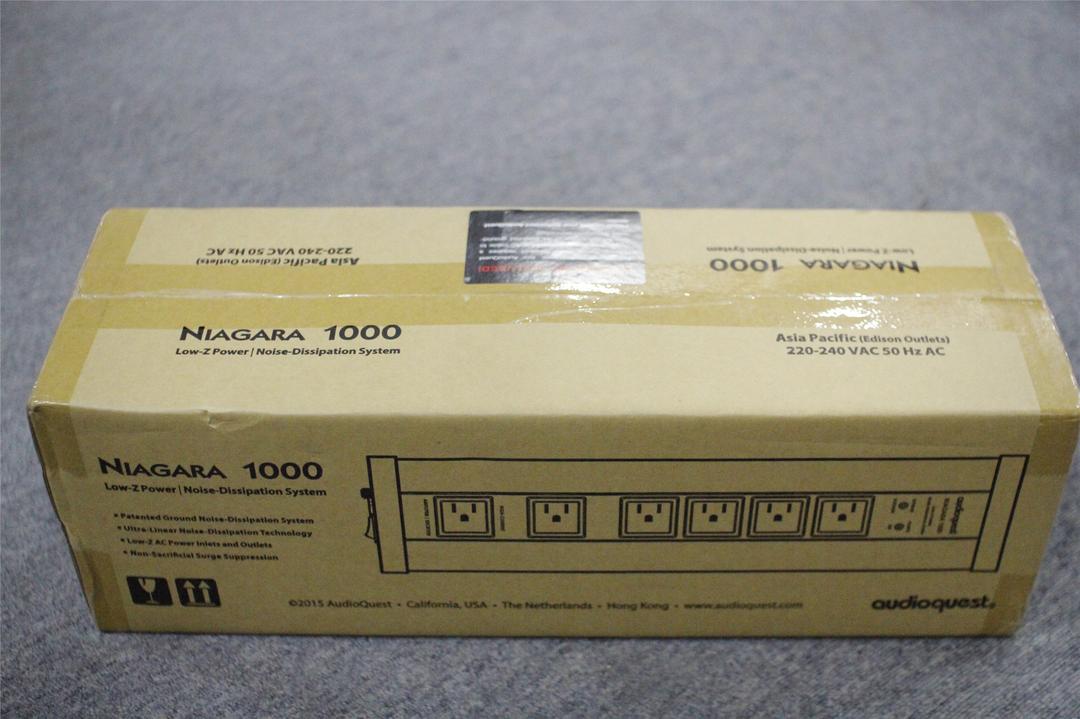 Asia Pacific (Edison Outlets)
220-240 VAC 50 Hz AC
NIAGARA 1000
Low-Z Power | Noise-Dissipation System
NIAGARA 1000
Low-Z Power | Noise-Dissipation System
Asia Pacific (Edison Outlets)
220-240 VAC 50 Hz AC
NIAGARA 1000
Low-Z Power | Noise-Dissipation System
* Patented Ground Noise-Dissipation System
* Ultra-Linear Noise-Dissipation Technology
* Low-Z AC Power Inlets and Outlets
* Non-Sacrificial Surge Suppression
audioquest
©2015 AudioQuest • California, USA • The Netherlands • Hong Kong • www.audioquest.com
audioquest®